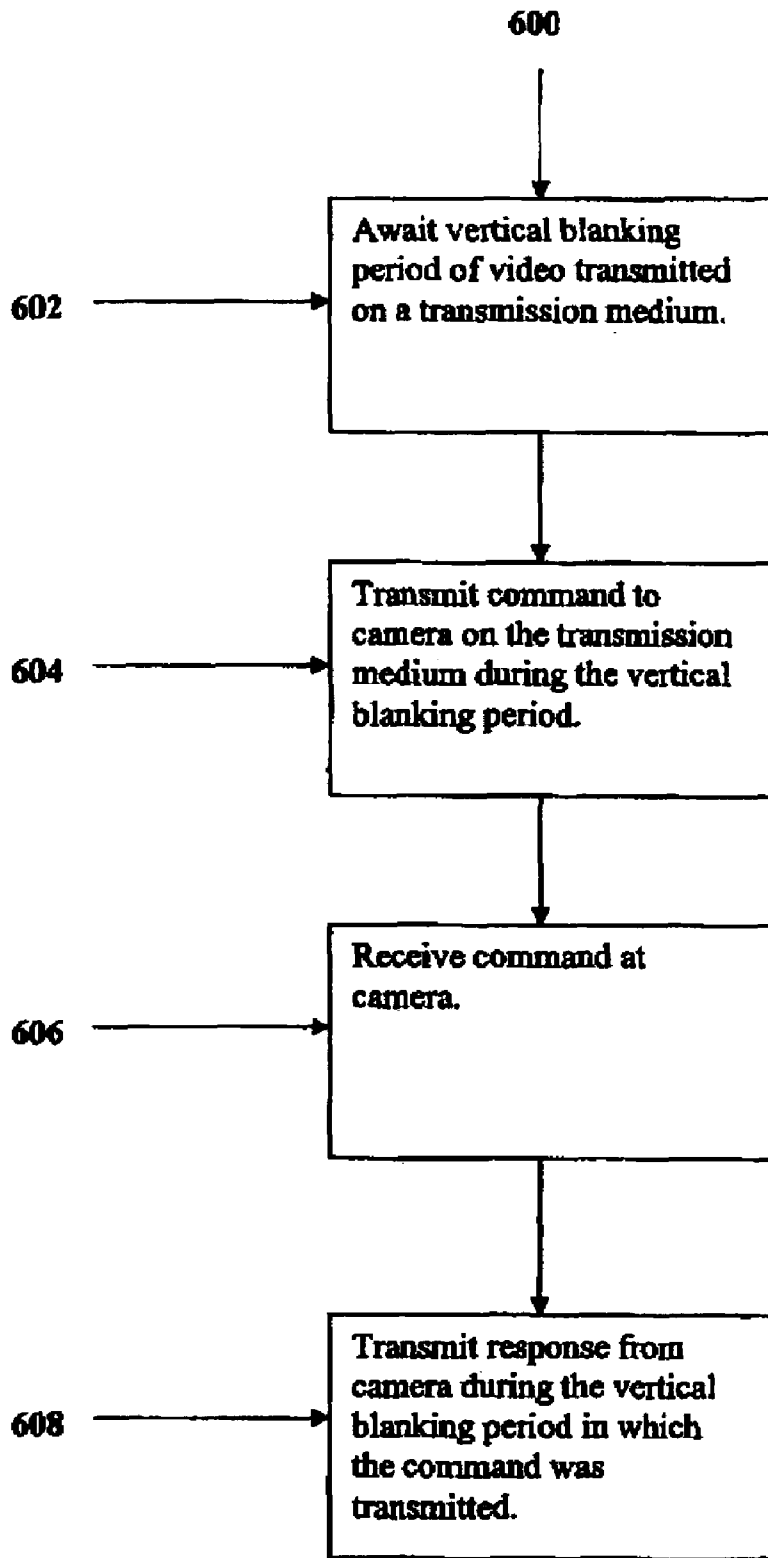 600
602
Await vertical blanking
period of video transmitted
on a transmission medium.
604
Transmit command to
camera on the transmission
medium during the vertical
blanking period.
606
Receive command at
camera.
608
Transmit response from
camera during the vertical
blanking period in which
the command was
transmitted.